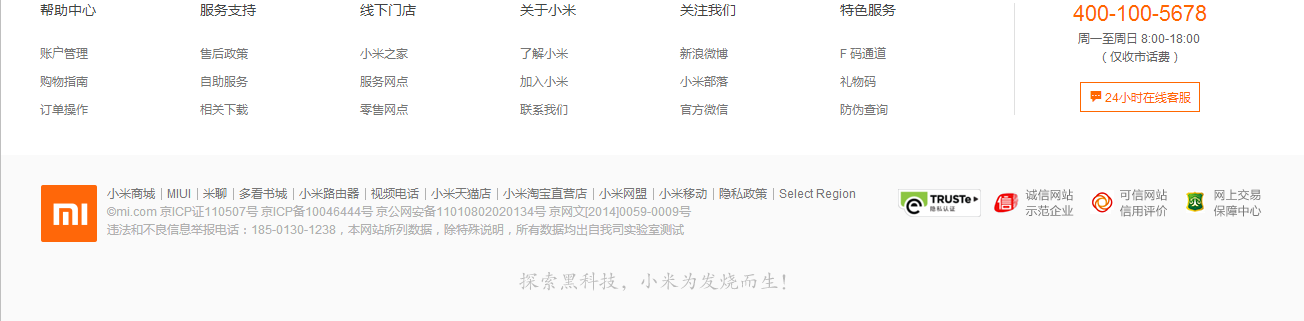 帮助中心 服务支持 线下门店 关于小米 关注我们 特色服务
账户管理 售后政策 小米之家 了解小米 新浪微博 F 码通道
购物指南 自助服务 服务网点 加入小米 小米部落 礼物码
订单操作 相关下载 零售网点 联系我们 官方微信 防伪查询
400-100-5678
周一至周日 8:00-18:00
（仅收市话费）
24小时在线客服
小米商城|MIUI|米聊|多看书城|小米路由器|视频电话|小米天猫店|小米淘宝直营店|小米网盟|小米移动|隐私政策|Select Region
©mi.com 京ICP证110507号 京ICP备10046444号 京公网安备11010802020134号 京网文[2014]0059-0009号
违法和不良信息举报电话：185-0130-1238，本网站所列数据，除特殊说明，所有数据均出自我司实验室测试
TRUSTe
隐私认证
信
诚信网站
示范企业
可信网站
信用评价
网上交易
保障中心
探索黑科技，小米为发烧而生！